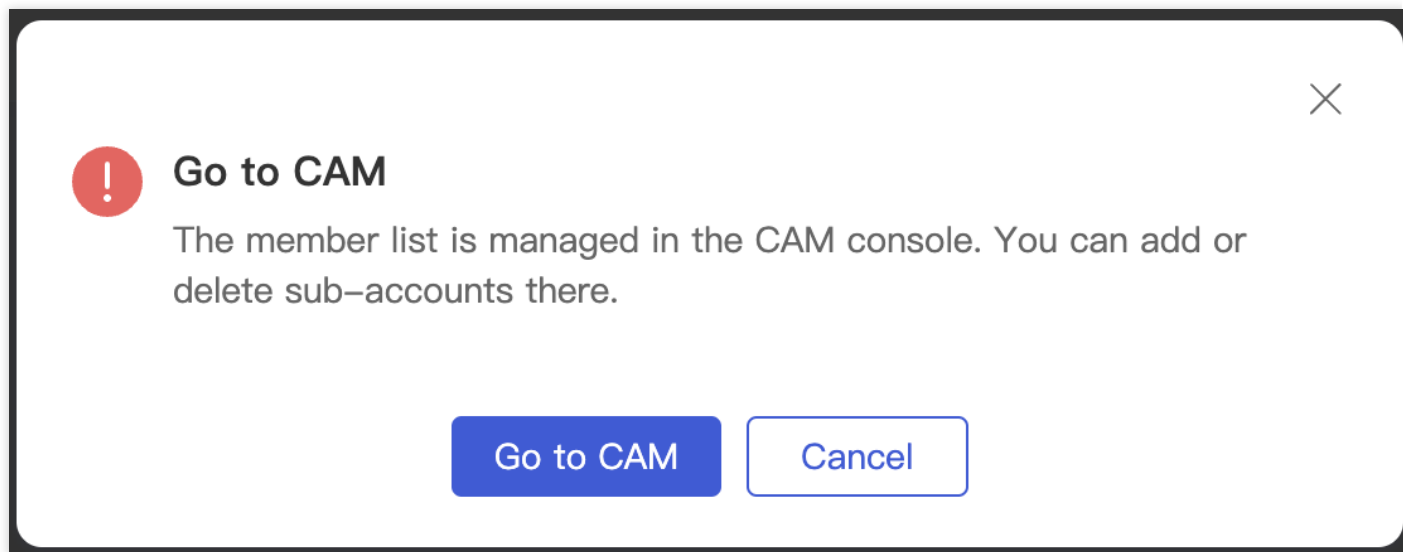 Go to CAM
The member list is managed in the CAM console. You can add or
delete sub-accounts there.
Go to CAM
Cancel